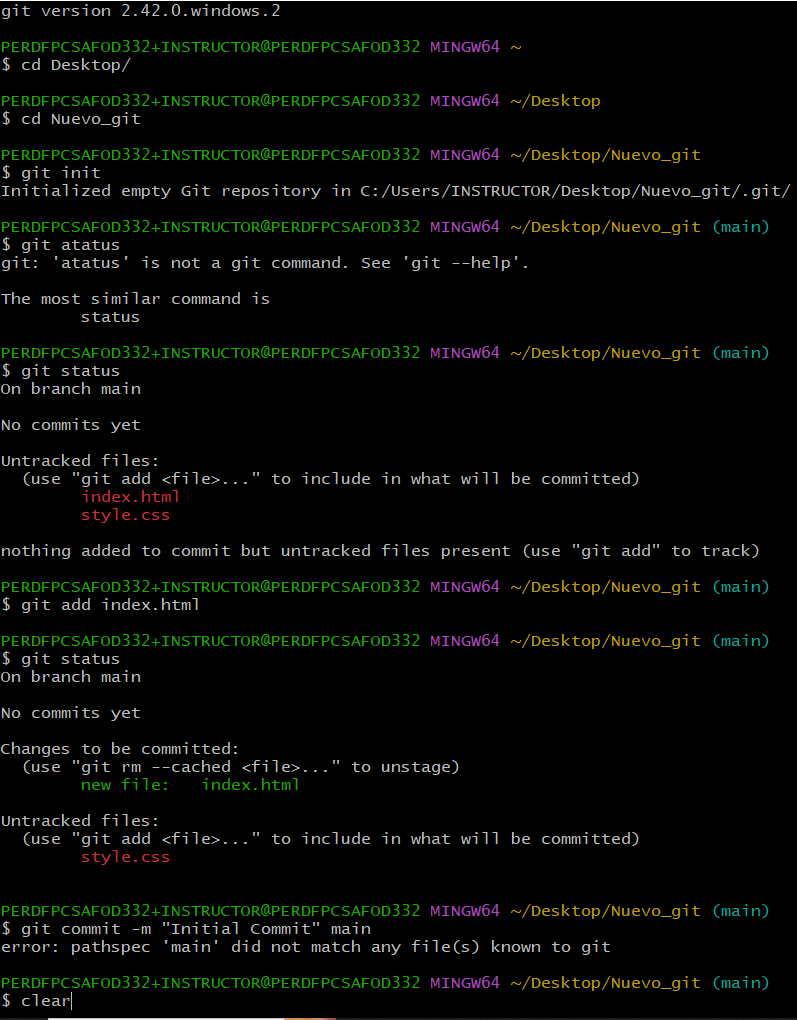 git version 2.42.0.windows.2
PERDFPCSAFOD332+INSTRUCTOR@PERDFPCSAFOD332 MINGW64 ~
$ cd Desktop/
PERDFPCSAFOD332+INSTRUCTOR@PERDFPCSAFOD332 MINGW64 ~/Desktop
$ cd Nuevo_git
PERDFPCSAFOD332+INSTRUCTOR@PERDFPCSAFOD332 MINGW64 ~/Desktop/Nuevo_git
$ git init
Initialized empty Git repository in C:/Users/INSTRUCTOR/Desktop/Nuevo_git/.git/
PERDFPCSAFOD332+INSTRUCTOR@PERDFPCSAFOD332 MINGW64 ~/Desktop/Nuevo_git (main)
$ git atatus
git: 'atatus' is not a git command. See 'git --help'.
The most similar command is
        status
PERDFPCSAFOD332+INSTRUCTOR@PERDFPCSAFOD332 MINGW64 ~/Desktop/Nuevo_git (main)
$ git status
On branch main
No commits yet
Untracked files:
  (use "git add <file>..." to include in what will be committed)
        index.html
        style.css
nothing added to commit but untracked files present (use "git add" to track)
PERDFPCSAFOD332+INSTRUCTOR@PERDFPCSAFOD332 MINGW64 ~/Desktop/Nuevo_git (main)
$ git add index.html
PERDFPCSAFOD332+INSTRUCTOR@PERDFPCSAFOD332 MINGW64 ~/Desktop/Nuevo_git (main)
$ git status
On branch main
No commits yet
Changes to be committed:
  (use "git rm --cached <file>..." to unstage)
        new file:   index.html
Untracked files:
  (use "git add <file>..." to include in what will be committed)
        style.css
PERDFPCSAFOD332+INSTRUCTOR@PERDFPCSAFOD332 MINGW64 ~/Desktop/Nuevo_git (main)
$ git commit -m "Initial Commit" main
error: pathspec 'main' did not match any file(s) known to git
PERDFPCSAFOD332+INSTRUCTOR@PERDFPCSAFOD332 MINGW64 ~/Desktop/Nuevo_git (main)
$ clear